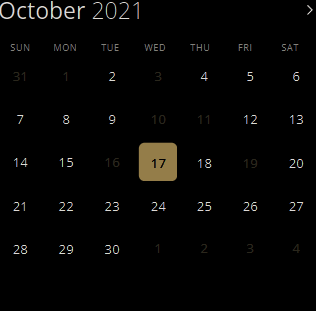 October 2021
SUN MON TUE WED THU FRI SAT
31 1 2 3 4 5 6
7 8 9 10 11 12 13
14 15 16 17 18 19 20
21 22 23 24 25 26 27
28 29 30 1 2 3 4